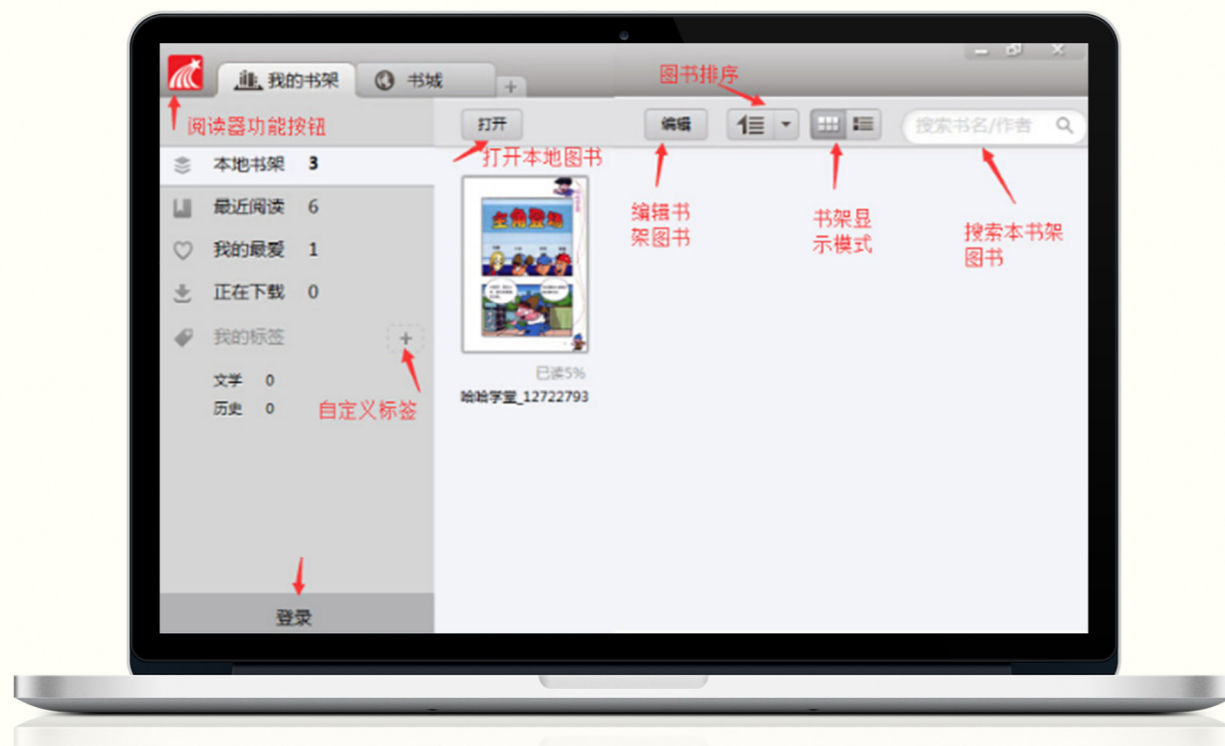 我的书架
书城
图书排序
阅读器功能按钮
打开
编辑
搜索书名/作者
打开本地图书
本地书架 3
最近阅读 6
我的最爱 1
正在下载 0
我的标签
文学 0
历史 0
自定义标签
编辑书
架图书
书架显
示模式
搜索本书架
图书
主角登场
已读5%
哈哈学堂_12722793
登录